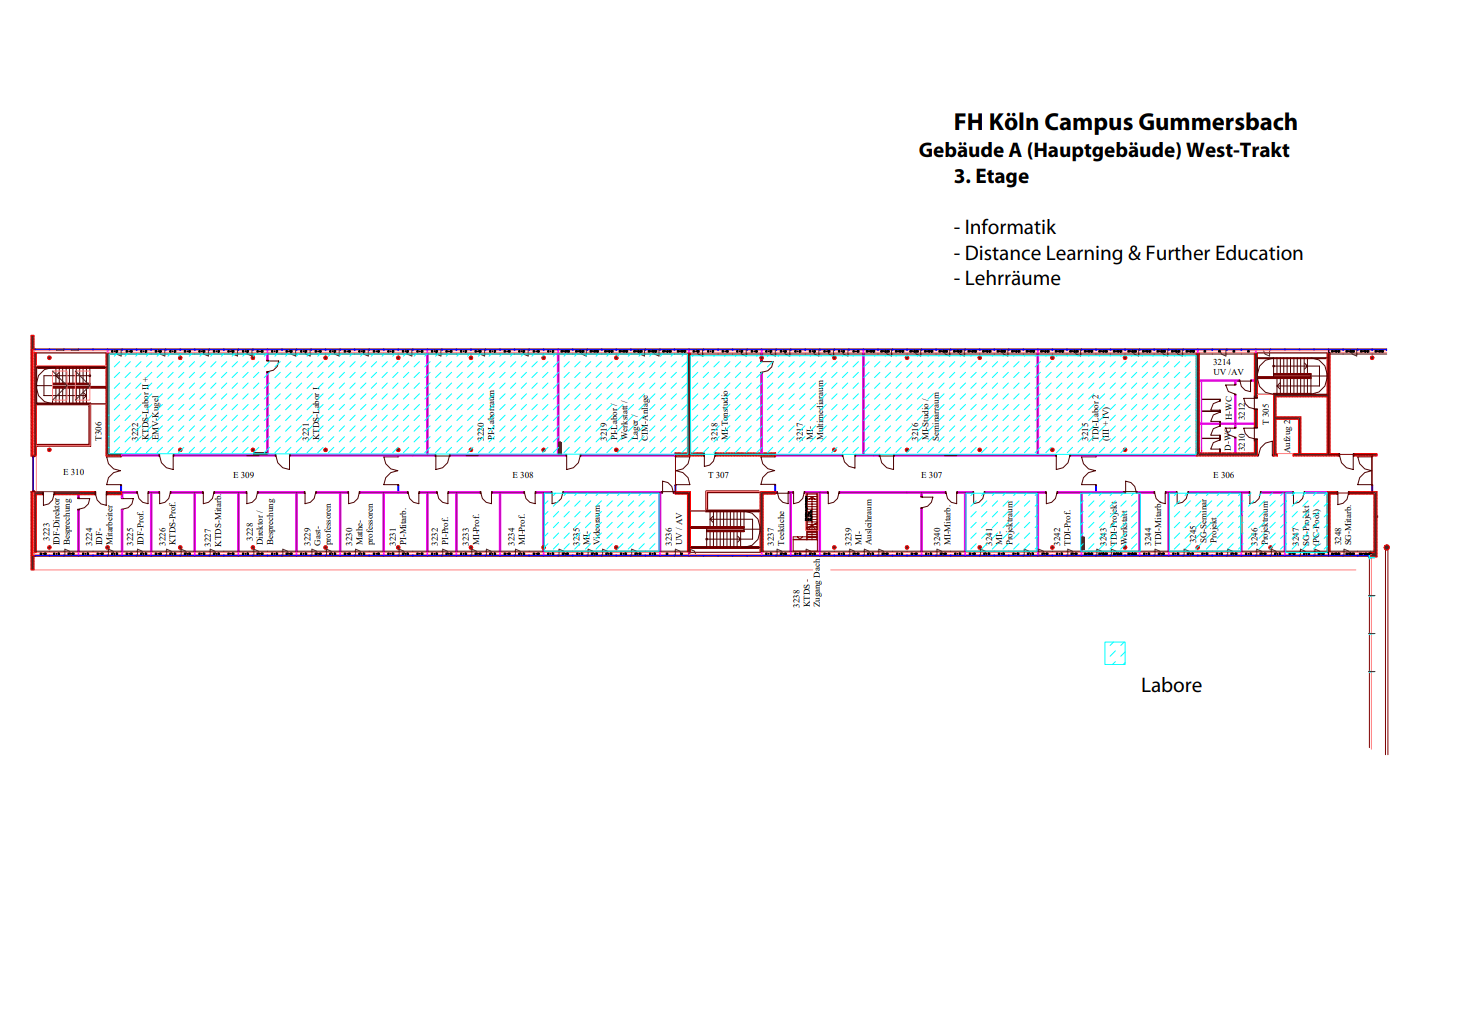 FH Köln Campus Gummersbach
Gebäude A (Hauptgebäude) West-Trakt
3. Etage
- Informatik
- Distance Learning & Further Education
- Lehrräume
3222
KTDS-Labor II +
EMV-Kugel
3221
KTDS-Labor 1
3220
PI-Laborraum
3219
PI-Labor /
Werkstatt /
Lager /
CIM-Anlage
3218
MI-Tonstudio
3217
MI-
Multimediaraum
3216
MI-Studio /
Seminarraum
3215
TDI-Labor 2
(III + IV)
3214
UV / AV
H-WC
3212
D-WC
3210
T 305
Aufzug 2
T306
E 310
E 309
E 308
T 307
E 307
E 306
3223
IDF-Direktor
Besprechung
3224
IDF-
Mitarbeiter
3225
IDF-Prof.
3226
KTDS-Prof.
3227
KTDS-Mitarb.
3228
Direktor /
Besprechung
3229
Gast-
professoren
3230
Mathe-
professoren
3231
PI-Mitarb.
3232
PI-Prof.
3233
MI-Prof.
3234
MI-Prof.
3235
MI-
Videoraum
3236
UV / AV
3237
Teeküche
3238
KTDS -
Zugang Dach
3239
MI-
Ausleihraum
3240
MI-Mitarb.
3241
MI-
Projektraum
3242
TDI-Prof.
3243
TDI-Projekt
Werkstatt
3244
TDI-Mitarb.
3245
SG-Seminar
Projekt
3246
Projektraum
3247
SG-Projekt
(PC-Pool)
3248
SG-Mitarb.
Labore